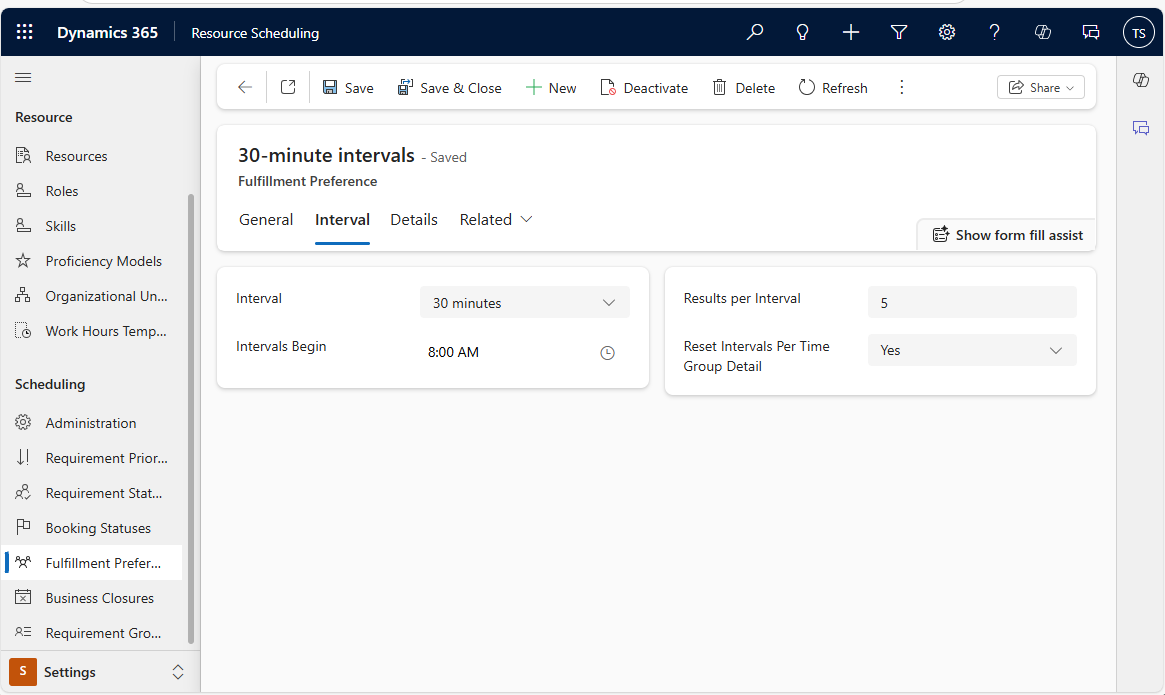 Dynamics 365
Resource Scheduling
TS
Save
Save & Close
New
Deactivate
Delete
Refresh
Share
Resource
Resources
Roles
Skills
Proficiency Models
Organizational Un...
Work Hours Temp...
Scheduling
Administration
Requirement Prior...
Requirement Stat...
Booking Statuses
Fulfillment Prefer...
Business Closures
Requirement Gro...
S
Settings
30-minute intervals - Saved
Fulfillment Preference
General
Interval
Details
Related
Show form fill assist
Interval
30 minutes
Intervals Begin
8:00 AM
Results per Interval
5
Reset Intervals Per Time
Group Detail
Yes